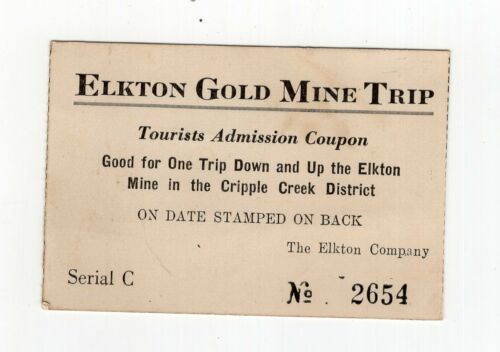 Elkton Gold Mine Trip
Tourists Admission Coupon
Good for One Trip Down and Up the Elkton
Mine in the Cripple Creek District
ON DATE STAMPED ON BACK
The Elkton Company
Serial C
No 2654